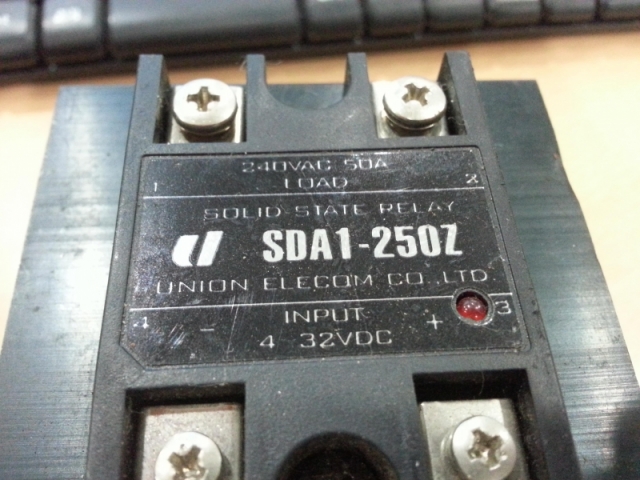 240VAC 50A
1 LOAD 2
SOLID STATE RELAY
SDA1-250Z
UNION ELECOM CO.,LTD.
4 INPUT 3
- +
4 32VDC